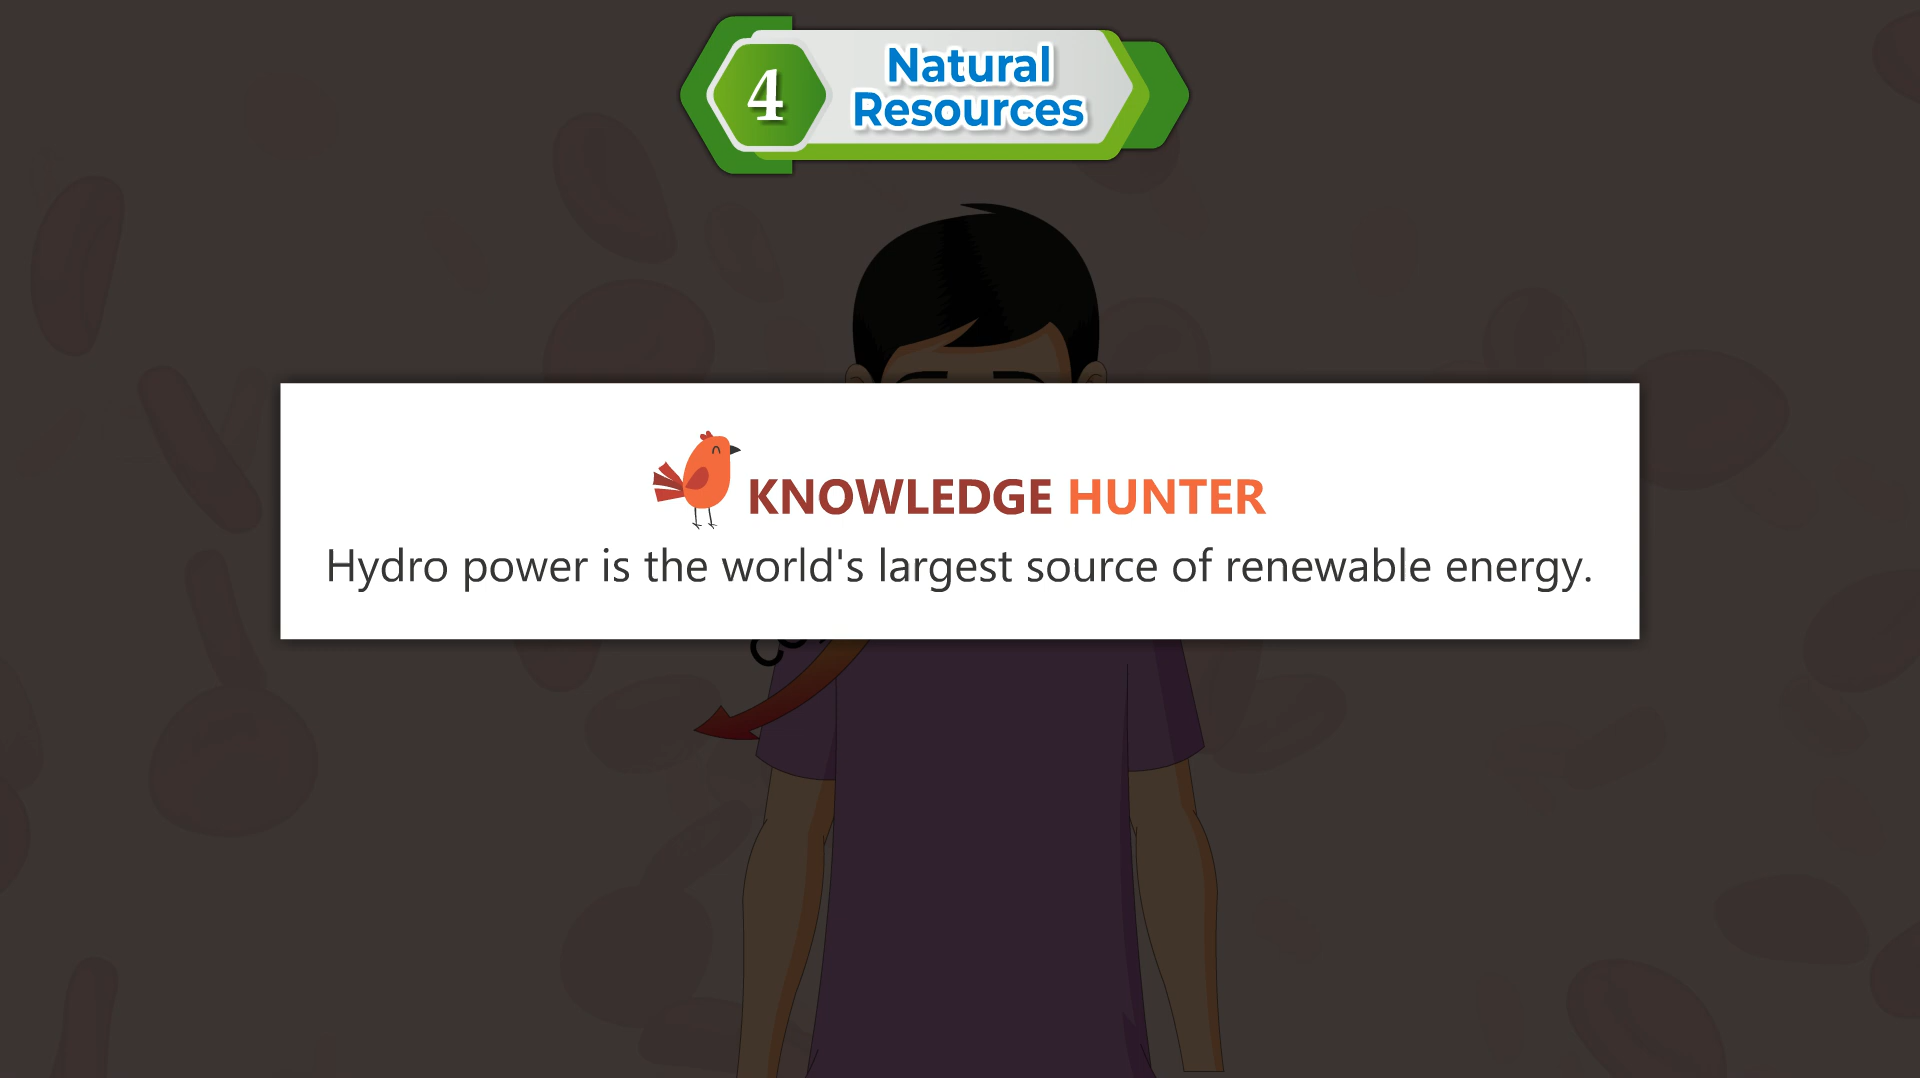 4
Natural
Resources
KNOWLEDGE HUNTER
Hydro power is the world's largest source of renewable energy.